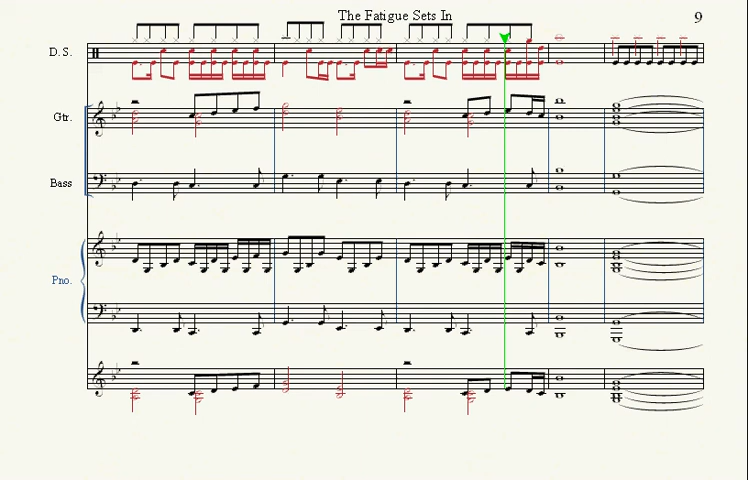 The Fatigue Sets In
9
D.S.
Gtr.
Bass
Pno.